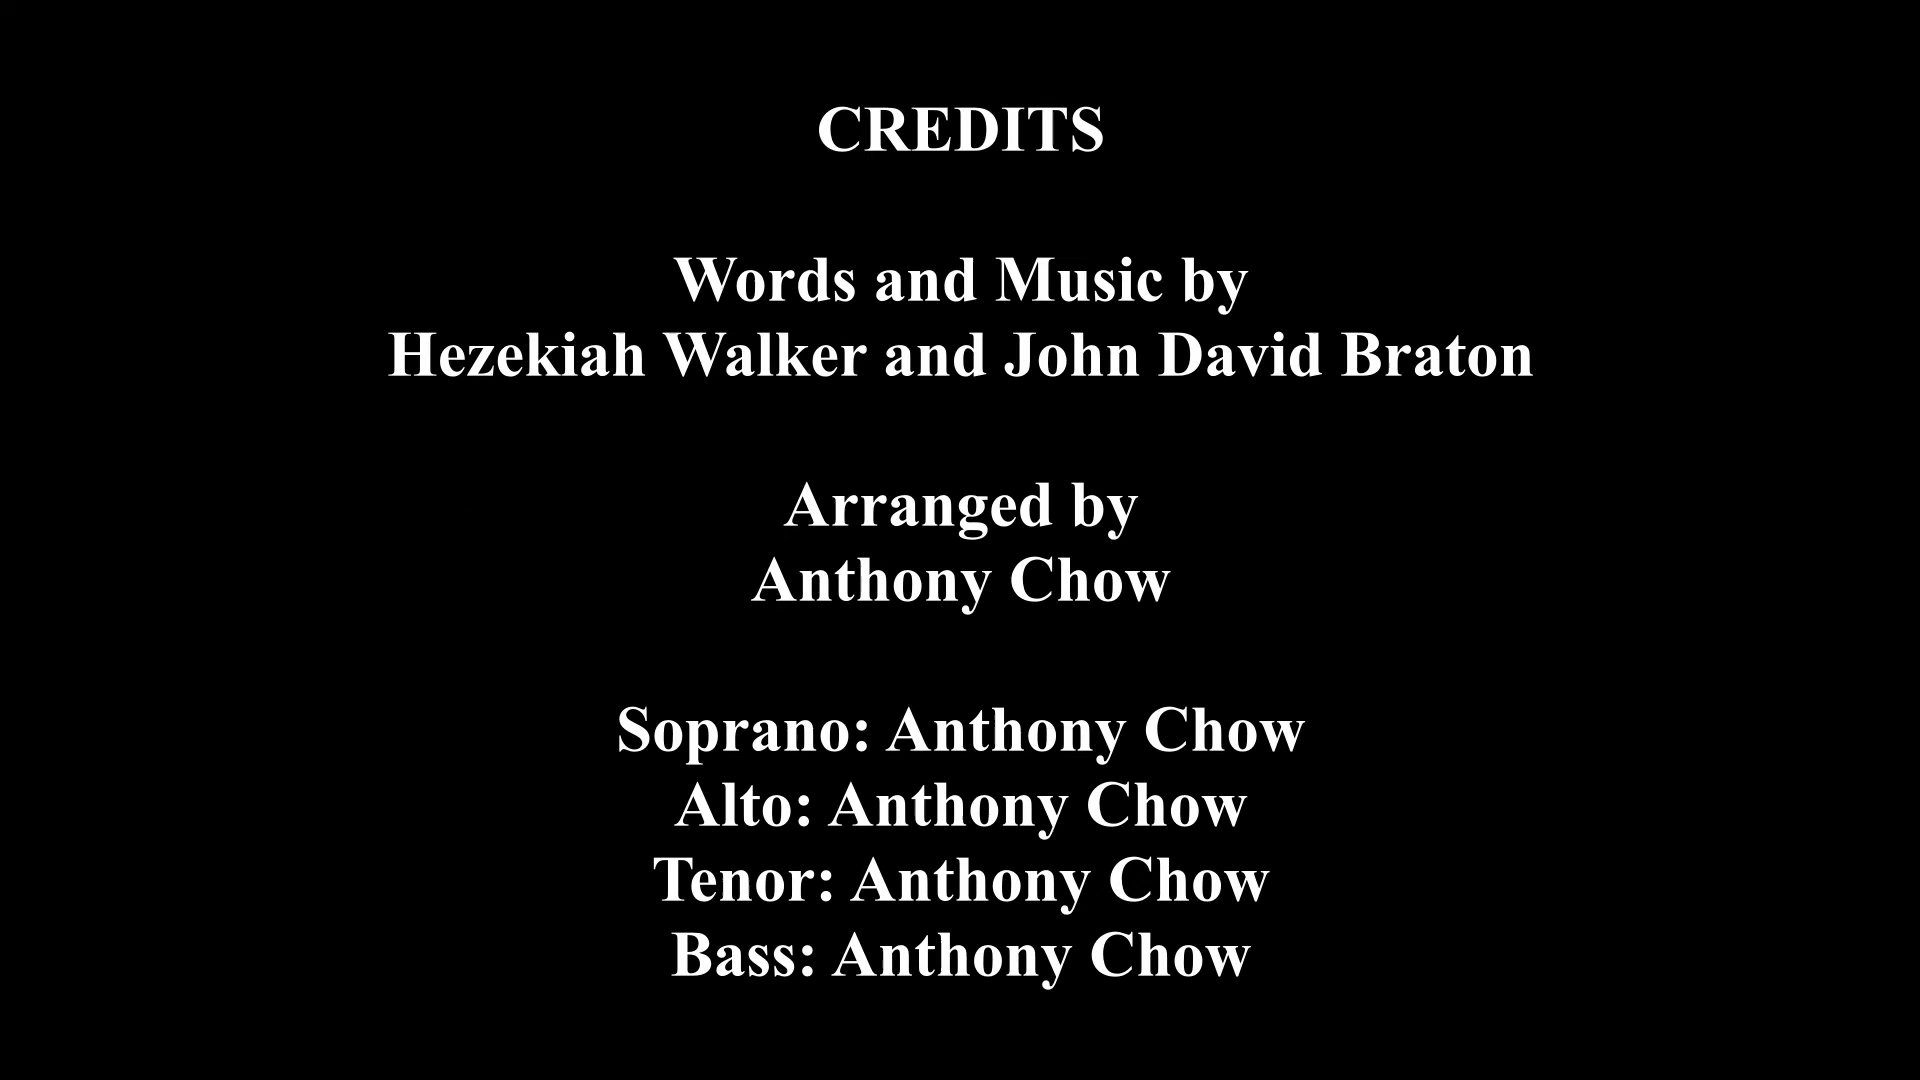 CREDITS
Words and Music by
Hezekiah Walker and John David Braton
Arranged by
Anthony Chow
Soprano: Anthony Chow
Alto: Anthony Chow
Tenor: Anthony Chow
Bass: Anthony Chow